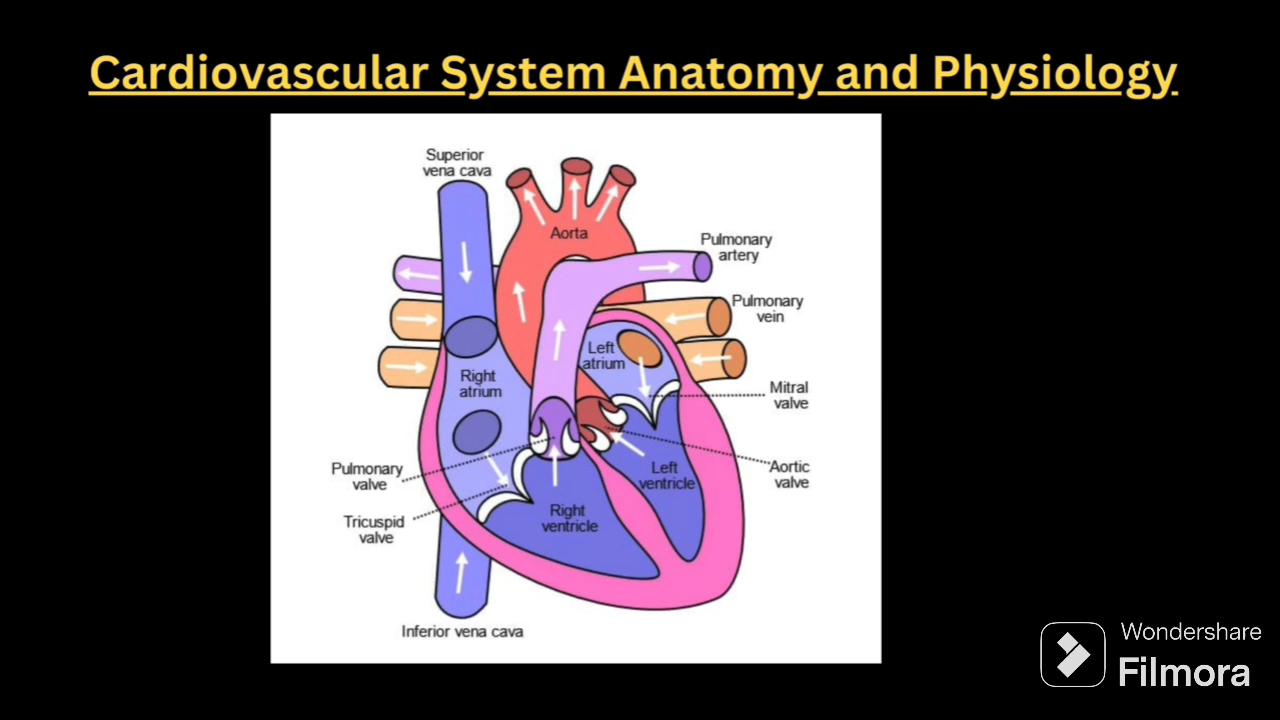 Cardiovascular System Anatomy and Physiology
Superior
vena cava
Aorta
Pulmonary
artery
Pulmonary
vein
Left
atrium
Right
atrium
Mitral
valve
Pulmonary
valve
Left
ventricle
Aortic
valve
Tricuspid
valve
Right
ventricle
Inferior vena cava
Wondershare
Filmora